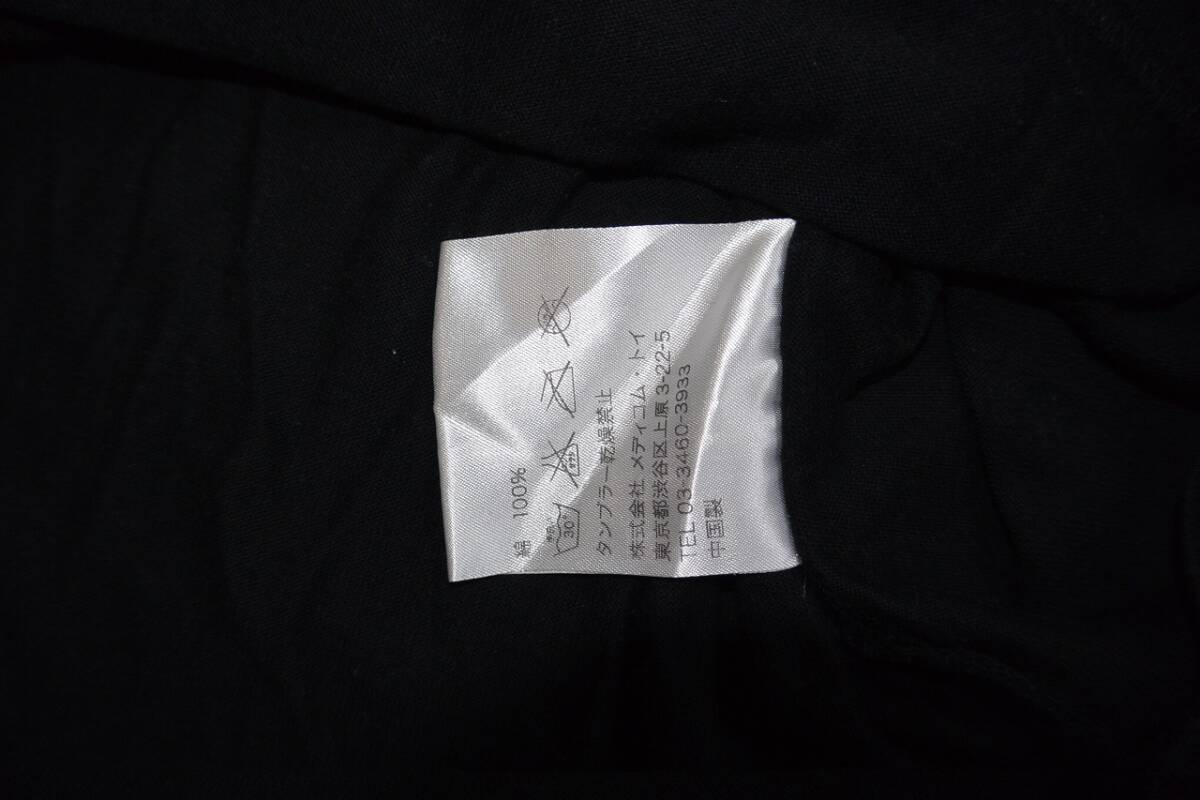 綿 100%
30
タンブラー乾燥禁止
株式会社 メディコム・トイ
東京都渋谷区上原 3-22-5
TEL 03-3460-3933
中国製